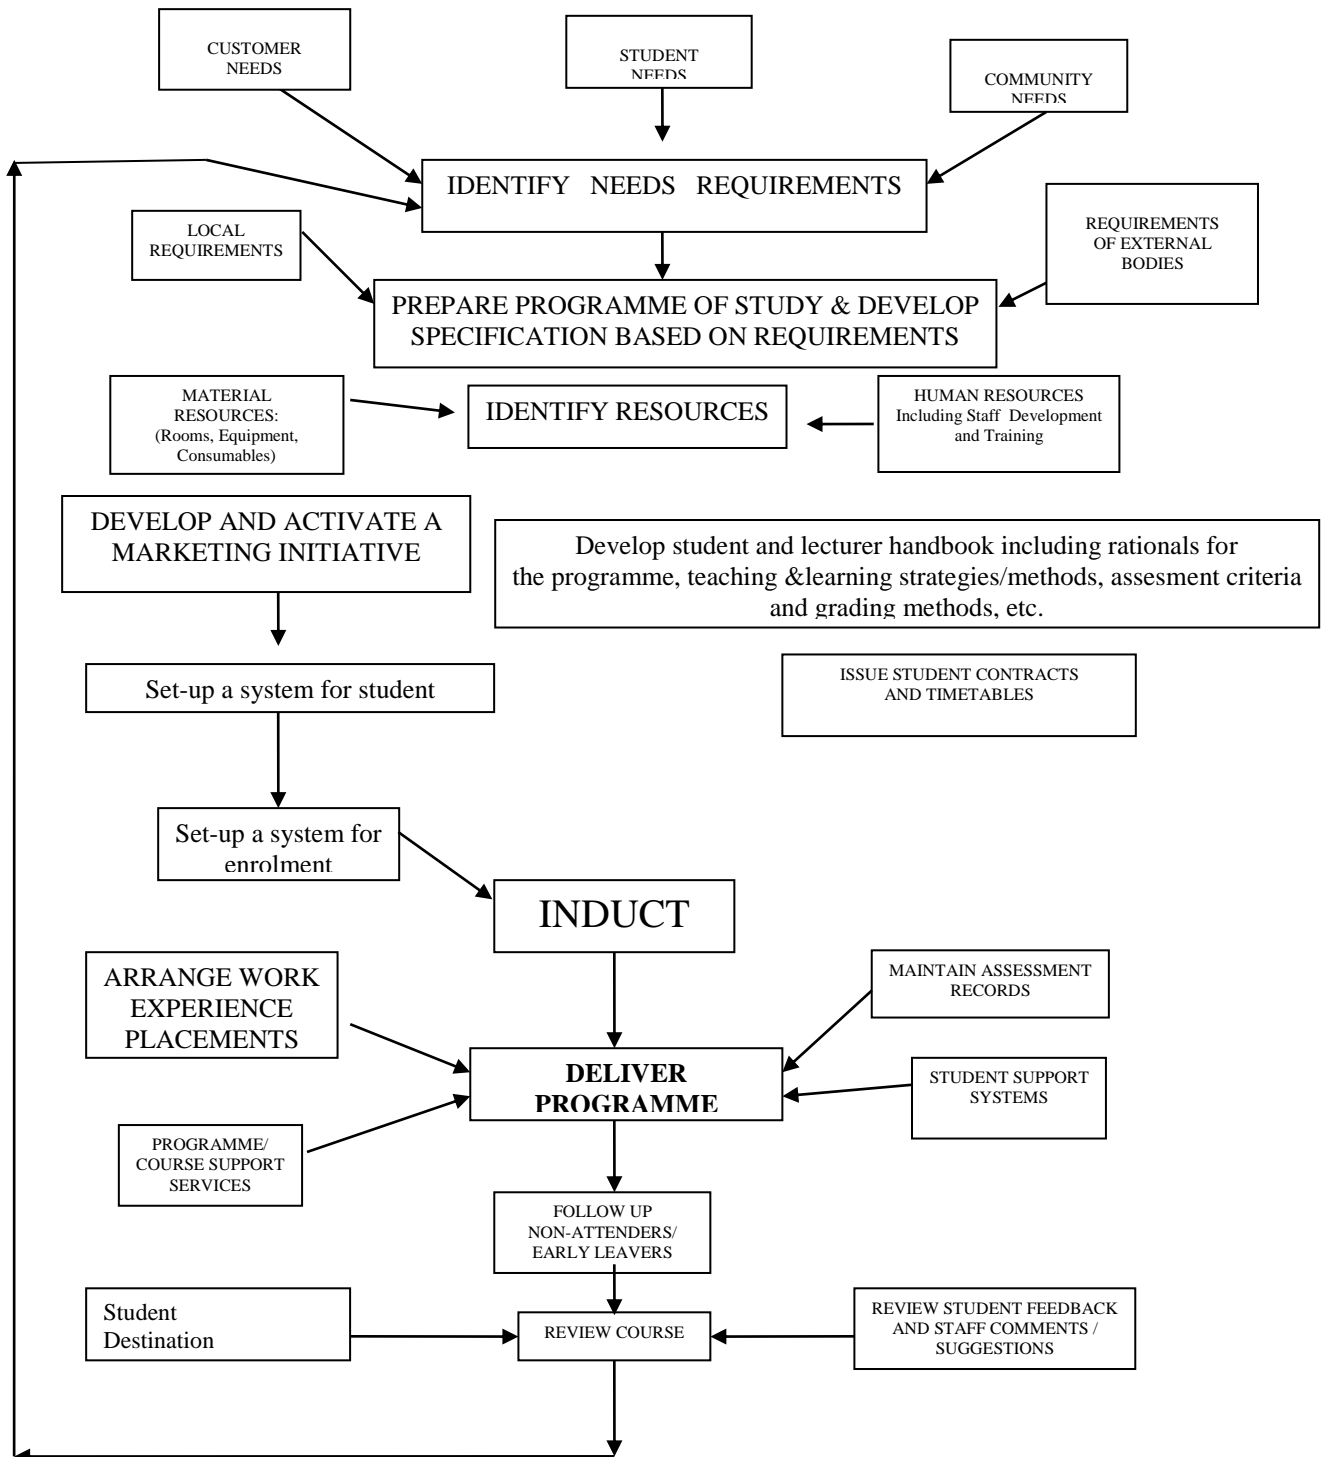 CUSTOMER
NEEDS
STUDENT
NEEDS
COMMUNITY
NEEDS
IDENTIFY NEEDS REQUIREMENTS
LOCAL
REQUIREMENTS
REQUIREMENTS
OF EXTERNAL
BODIES
PREPARE PROGRAMME OF STUDY & DEVELOP
SPECIFICATION BASED ON REQUIREMENTS
MATERIAL
RESOURCES:
(Rooms, Equipment,
Consumables)
IDENTIFY RESOURCES
HUMAN RESOURCES
Including Staff Development
and Training
DEVELOP AND ACTIVATE A
MARKETING INITIATIVE
Develop student and lecturer handbook including rationals for
the programme, teaching &learning strategies/methods, assesment criteria
and grading methods, etc.
Set-up a system for student
ISSUE STUDENT CONTRACTS
AND TIMETABLES
Set-up a system for
enrolment
INDUCT
ARRANGE WORK
EXPERIENCE
PLACEMENTS
MAINTAIN ASSESSMENT
RECORDS
DELIVER
PROGRAMME
STUDENT SUPPORT
SYSTEMS
PROGRAMME/
COURSE SUPPORT
SERVICES
FOLLOW UP
NON-ATTENDERS/
EARLY LEAVERS
Student
Destination
REVIEW COURSE
REVIEW STUDENT FEEDBACK
AND STAFF COMMENTS /
SUGGESTIONS